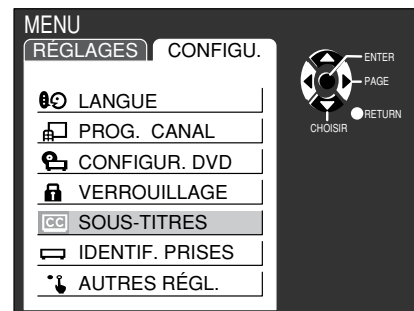 MENU
RÉGLAGES CONFIGU.
LANGUE
PROG. CANAL
CONFIGUR. DVD
VERROUILLAGE
CC SOUS-TITRES
IDENTIF. PRISES
AUTRES RÉGL.
ENTER
PAGE
RETURN
CHOISIR